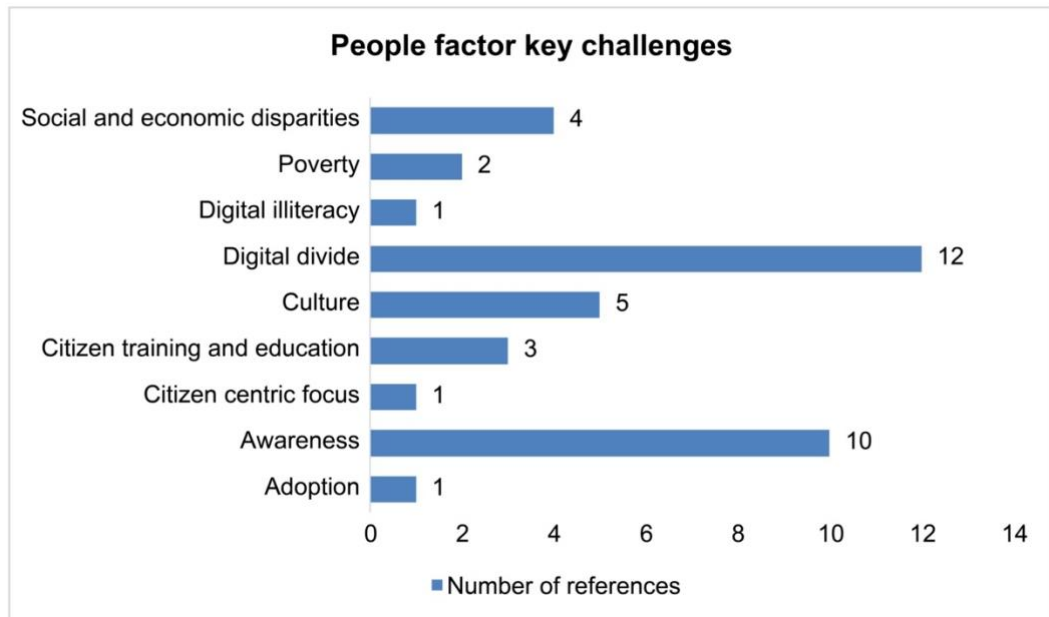 People factor key challenges
Social and economic disparities 4
Poverty 2
Digital illiteracy 1
Digital divide 12
Culture 5
Citizen training and education 3
Citizen centric focus 1
Awareness 10
Adoption 1
0 2 4 6 8 10 12 14
Number of references